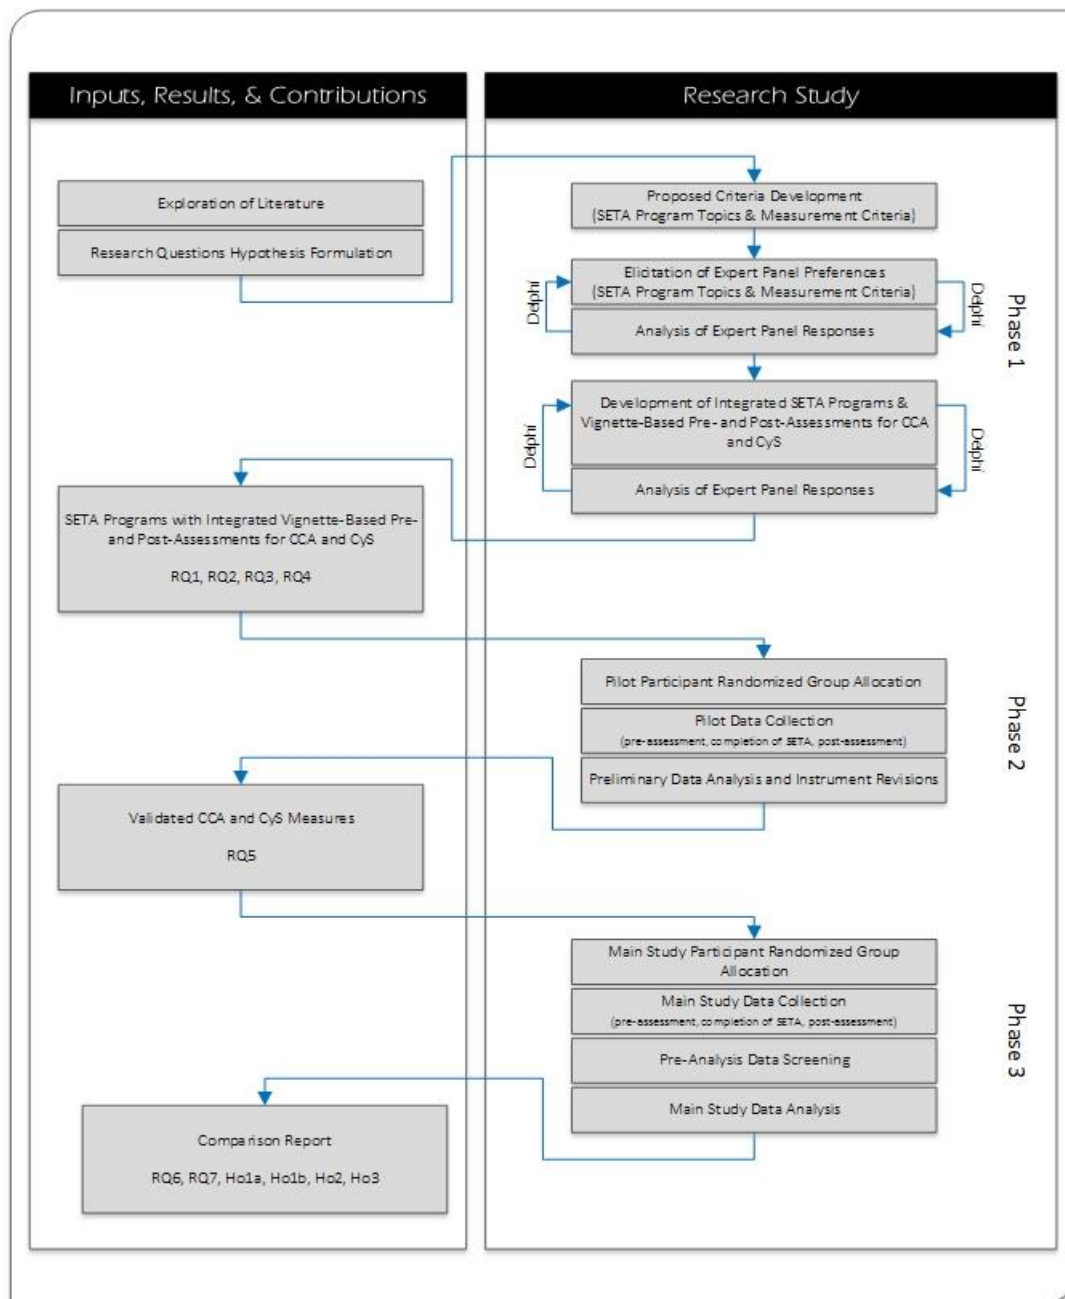 Inputs, Results, & Contributions
Research Study
Exploration of Literature
Research Questions Hypothesis Formulation
Proposed Criteria Development
(SETA Program Topics & Measurement Criteria)
Elicitation of Expert Panel Preferences
(SETA Program Topics & Measurement Criteria)
Analysis of Expert Panel Responses
Delphi
Delphi
Development of Integrated SETA Programs &
Vignette-Based Pre- and Post-Assessments for CCA
and CyS
Analysis of Expert Panel Responses
Delphi
Delphi
Phase 1
SETA Programs with Integrated Vignette-Based Pre-
and Post-Assessments for CCA and CyS
RQ1, RQ2, RQ3, RQ4
Pilot Participant Randomized Group Allocation
Pilot Data Collection
(pre-assessment, completion of SETA, post-assessment)
Preliminary Data Analysis and Instrument Revisions
Phase 2
Validated CCA and CyS Measures
RQ5
Main Study Participant Randomized Group
Allocation
Main Study Data Collection
(pre-assessment, completion of SETA, post-assessment)
Pre-Analysis Data Screening
Main Study Data Analysis
Phase 3
Comparison Report
RQ6, RQ7, Ho1a, Ho1b, Ho2, Ho3